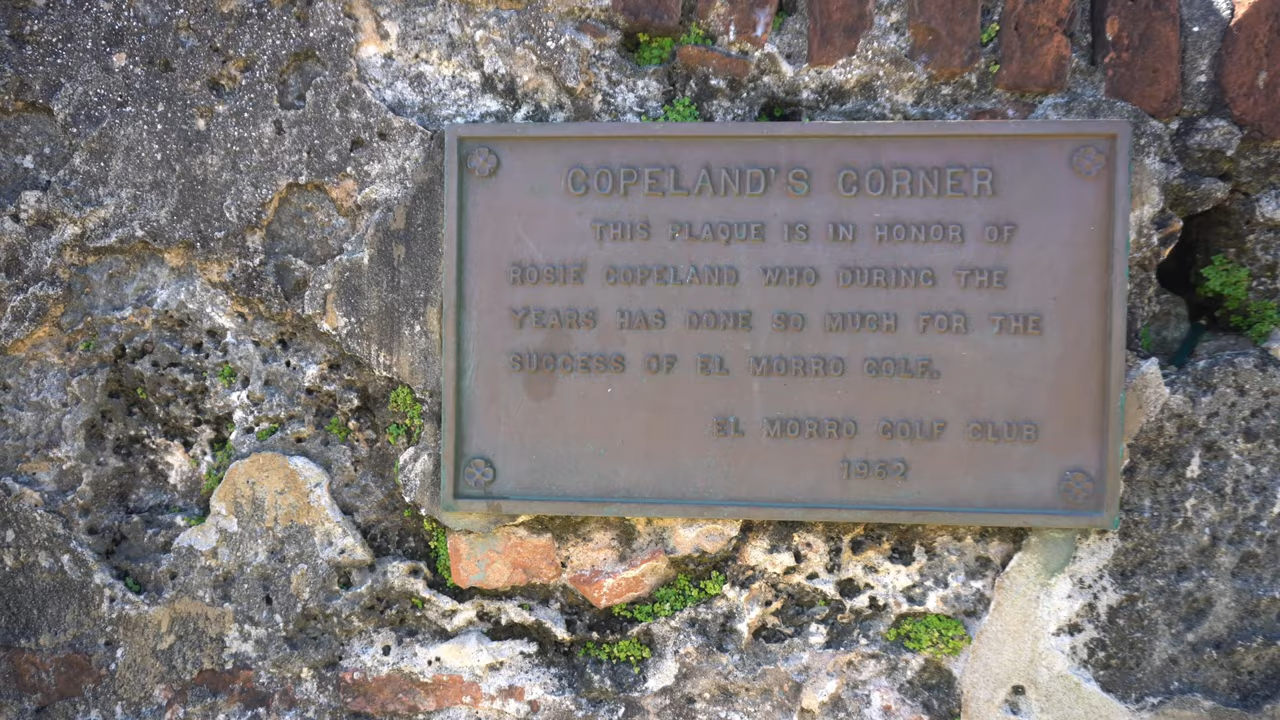 COPELAND'S CORNER
THIS PLAQUE IS IN HONOR OF
ROSIE COPELAND WHO DURING THE
YEARS HAS DONE SO MUCH FOR THE
SUCCESS OF EL MORRO GOLF.
EL MORRO GOLF CLUB
1962